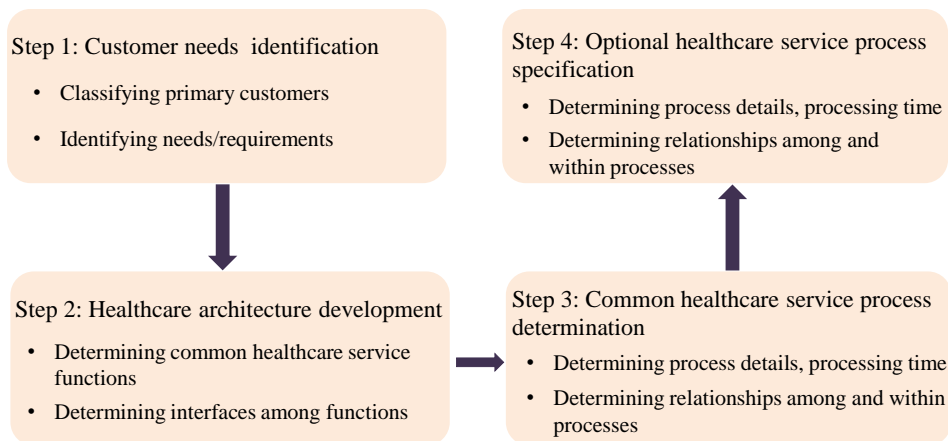 Step 1: Customer needs identification
• Classifying primary customers
• Identifying needs/requirements
Step 2: Healthcare architecture development
• Determining common healthcare service
functions
• Determining interfaces among functions
Step 3: Common healthcare service process
determination
• Determining process details, processing time
• Determining relationships among and within
processes
Step 4: Optional healthcare service process
specification
• Determining process details, processing time
• Determining relationships among and
within processes